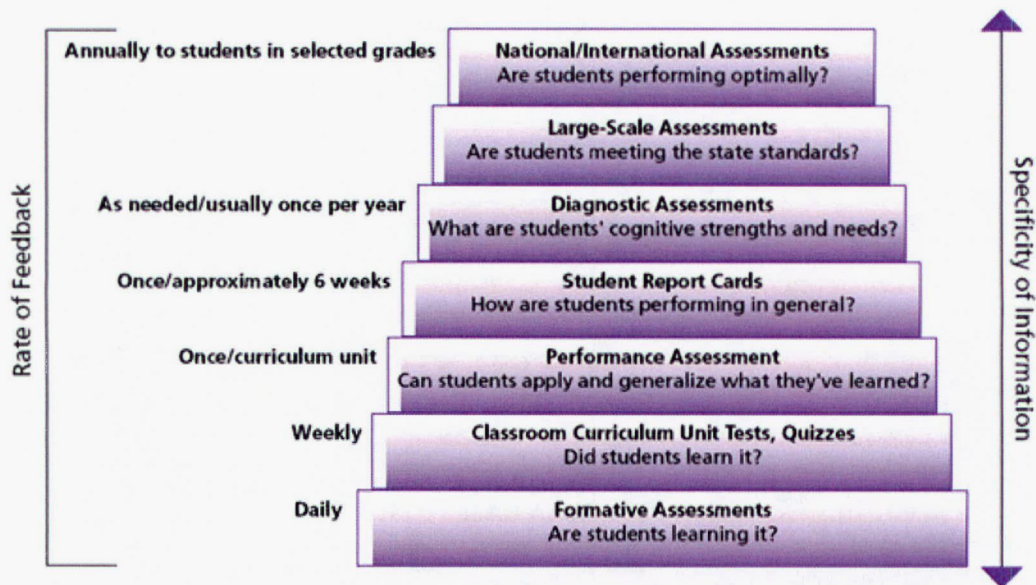 Annually to students in selected grades
National/International Assessments
Are students performing optimally?
Large-Scale Assessments
Are students meeting the state standards?
As needed/usually once per year
Diagnostic Assessments
What are students' cognitive strengths and needs?
Once/approximately 6 weeks
Student Report Cards
How are students performing in general?
Once/curriculum unit
Performance Assessment
Can students apply and generalize what they've learned?
Weekly
Classroom Curriculum Unit Tests, Quizzes
Did students learn it?
Daily
Formative Assessments
Are students learning it?
Rate of Feedback
Specificity of Information